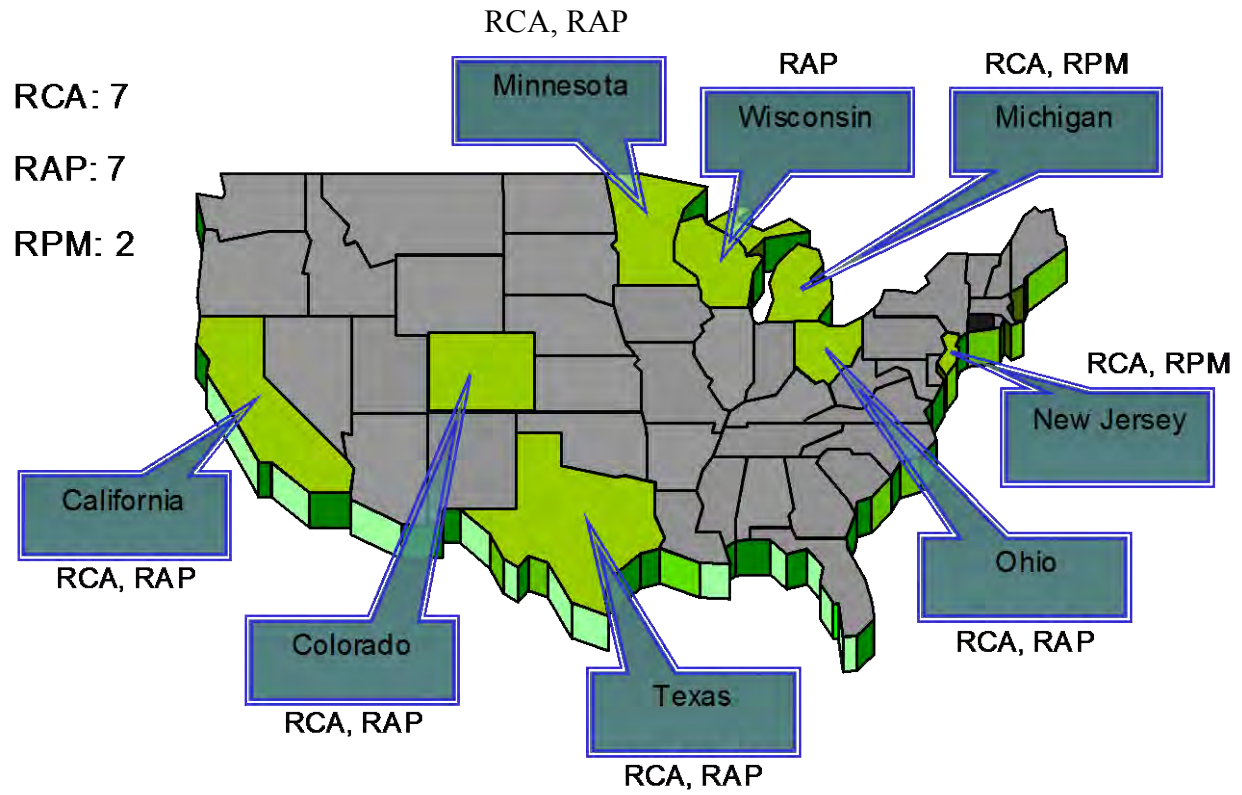 RCA, RAP
Minnesota
RAP
Wisconsin
RCA, RPM
Michigan
RCA: 7
RAP: 7
RPM: 2
RCA, RPM
New Jersey
California
RCA, RAP
Ohio
RCA, RAP
Colorado
RCA, RAP
Texas
RCA, RAP